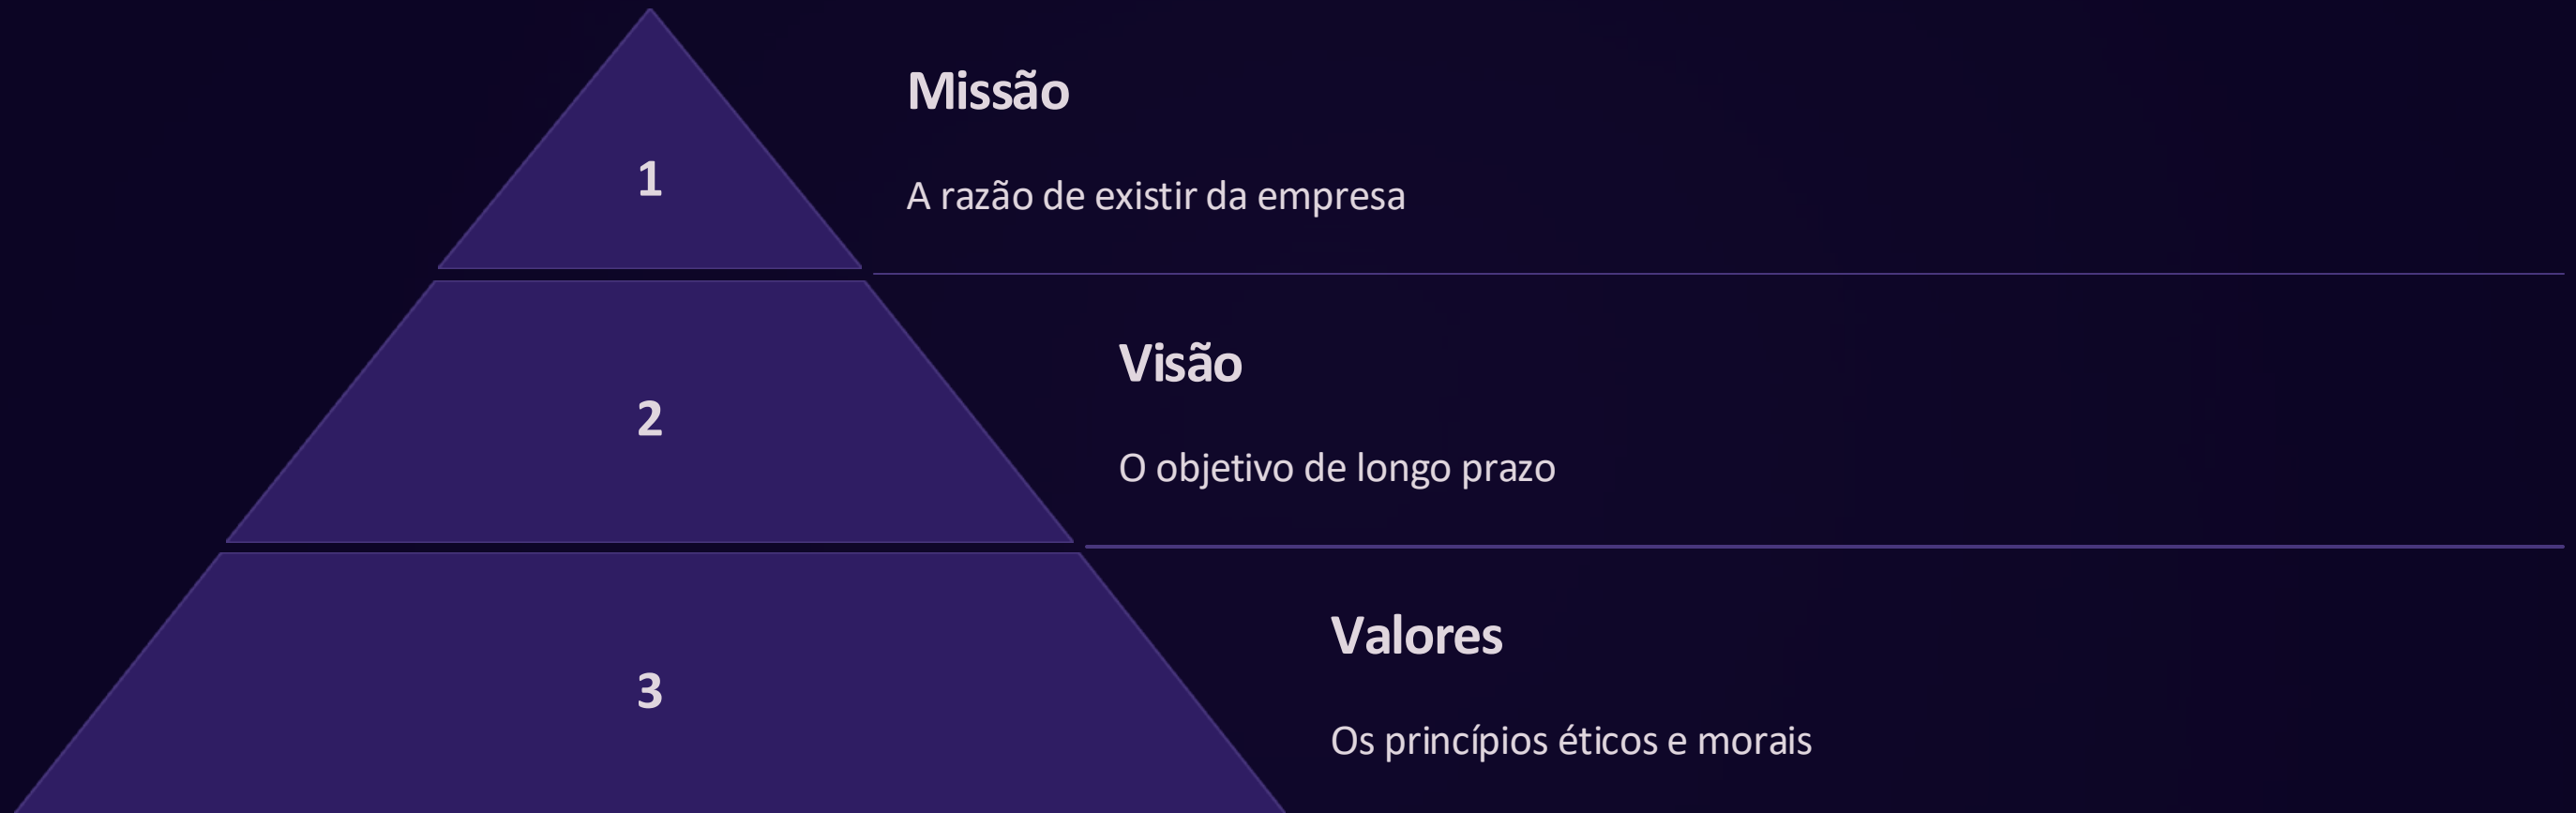 1
Missão
A razão de existir da empresa
2
Visão
O objetivo de longo prazo
3
Valores
Os princípios éticos e morais